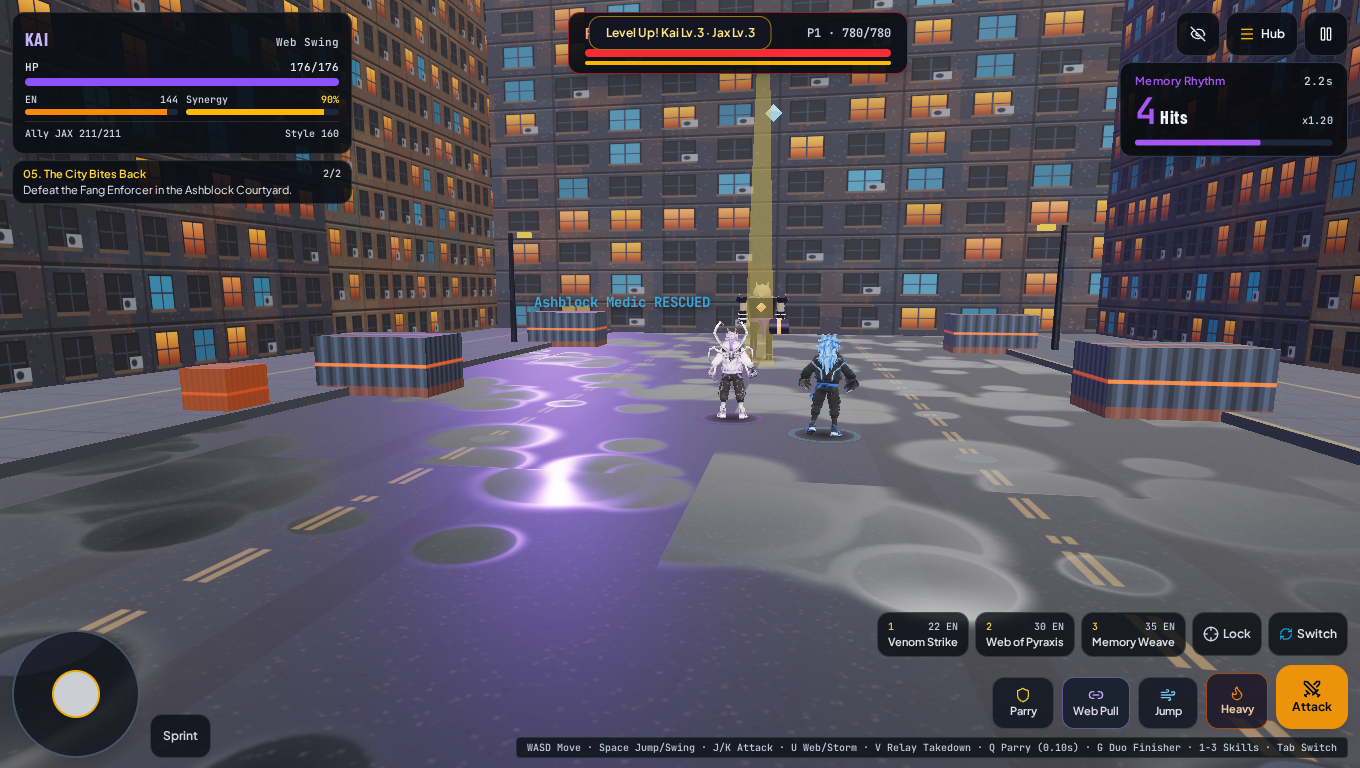 KAI
Web Swing
HP 176/176
EN 144 Synergy 90%
Ally JAX 211/211 Style 160
05. The City Bites Back 2/2
Defeat the Fang Enforcer in the Ashblock Courtyard.
Level Up! Kai Lv.3 · Jax Lv.3
P1 · 780/780
Hub
Memory Rhythm 2.2s
4 Hits x1.20
Ashblock Medic RESCUED
1 22 EN
Venom Strike
2 30 EN
Web of Pyraxis
3 35 EN
Memory Weave
Lock
Switch
Parry
Web Pull
Jump
Heavy
Attack
Sprint
WASD Move · Space Jump/Swing · J/K Attack · U Web/Storm · V Relay Takedown · Q Parry (0.10s) · G Duo Finisher · 1-3 Skills · Tab Switch